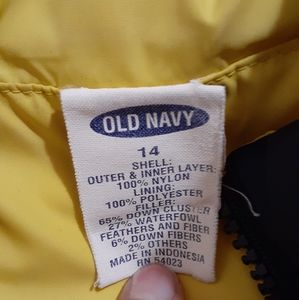 OLD NAVY
14
SHELL:
OUTER & INNER LAYER:
100% NYLON
LINING:
100% POLYESTER
FILLER:
65% DOWN CLUSTER
27% WATERFOWL
FEATHERS AND FIBER
6% DOWN FIBERS
2% OTHERS
MADE IN INDONESIA
RN 54023